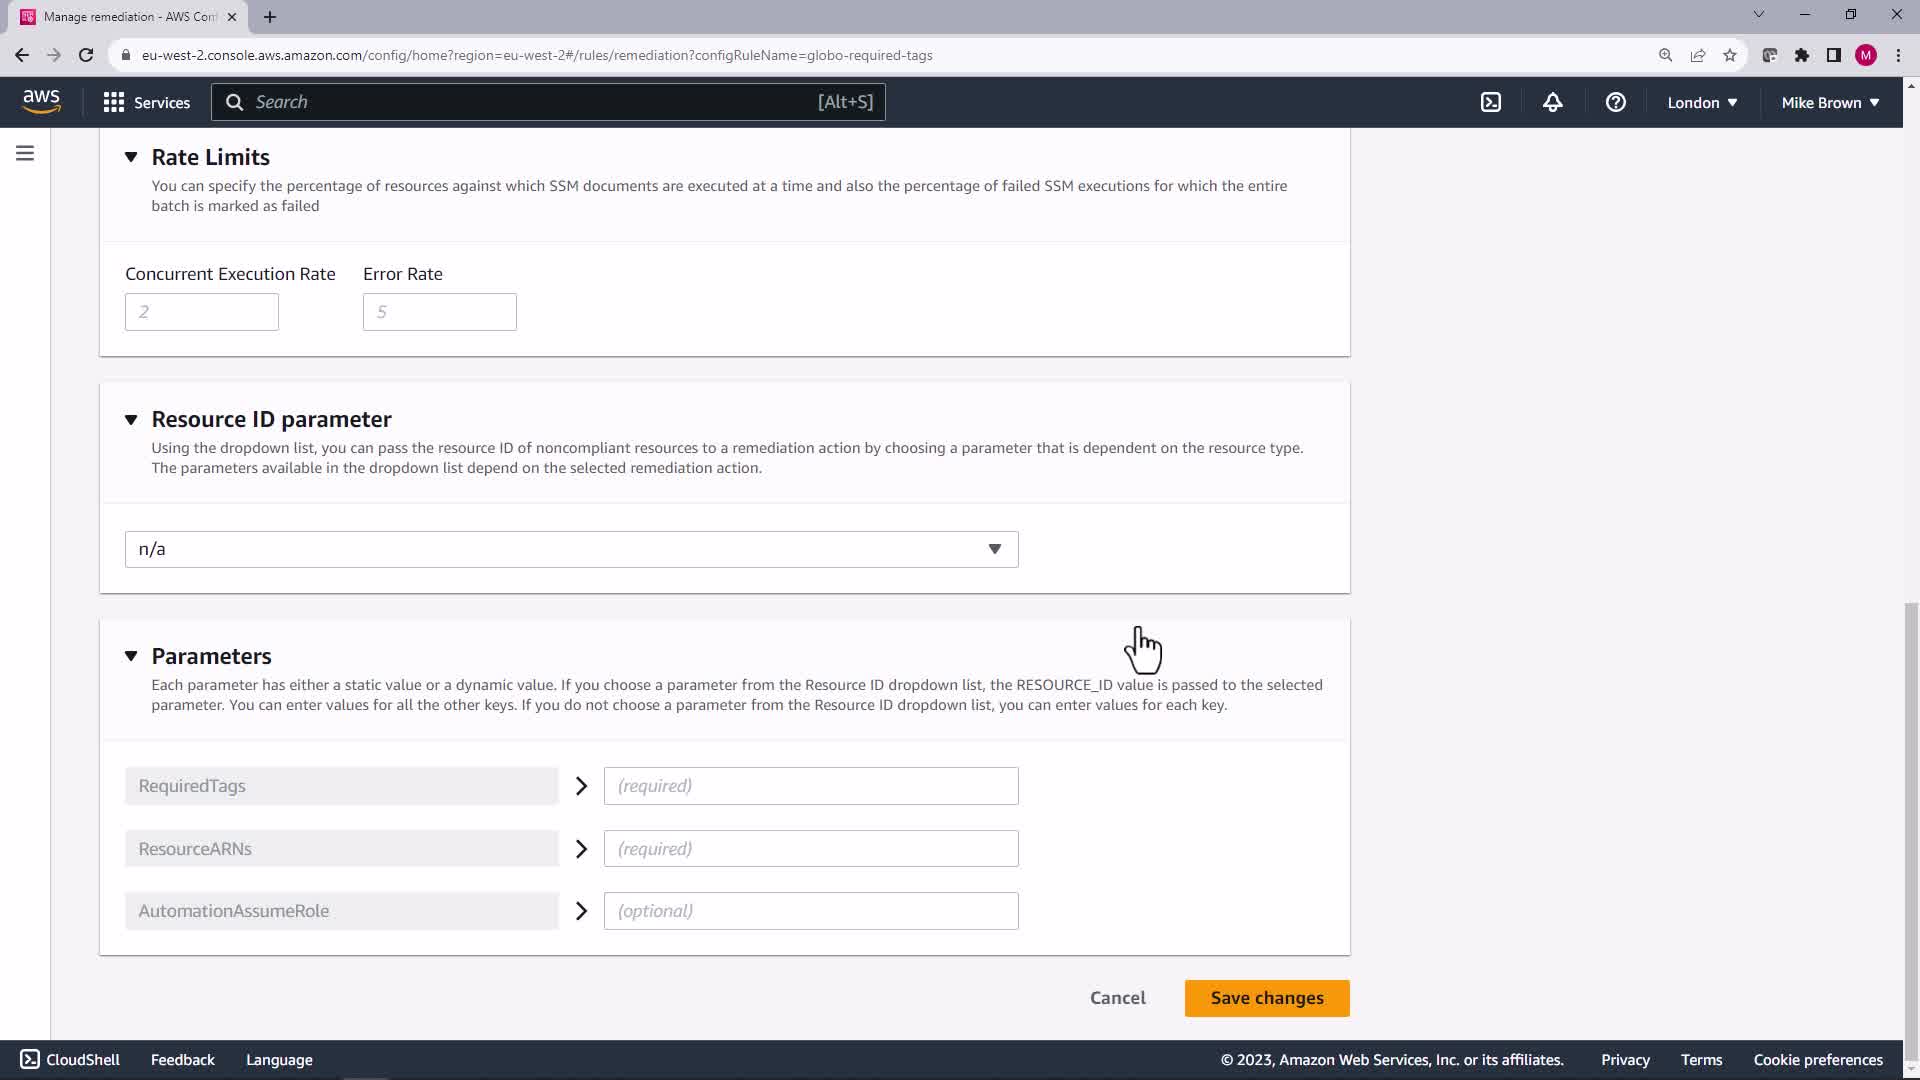 Manage remediation - AWS Con
eu-west-2.console.aws.amazon.com/config/home?region=eu-west-2#/rules/remediation?configRuleName=globo-required-tags
M
aws
Services
Search
[Alt+S]
London
Mike Brown
Rate Limits
You can specify the percentage of resources against which SSM documents are executed at a time and also the percentage of failed SSM executions for which the entire
batch is marked as failed
Concurrent Execution Rate
Error Rate
2
5
Resource ID parameter
Using the dropdown list, you can pass the resource ID of noncompliant resources to a remediation action by choosing a parameter that is dependent on the resource type.
The parameters available in the dropdown list depend on the selected remediation action.
n/a
Parameters
Each parameter has either a static value or a dynamic value. If you choose a parameter from the Resource ID dropdown list, the RESOURCE_ID value is passed to the selected
parameter. You can enter values for all the other keys. If you do not choose a parameter from the Resource ID dropdown list, you can enter values for each key.
RequiredTags
(required)
ResourceARNs
(required)
AutomationAssumeRole
(optional)
Cancel
Save changes
CloudShell
Feedback
Language
© 2023, Amazon Web Services, Inc. or its affiliates.
Privacy
Terms
Cookie preferences